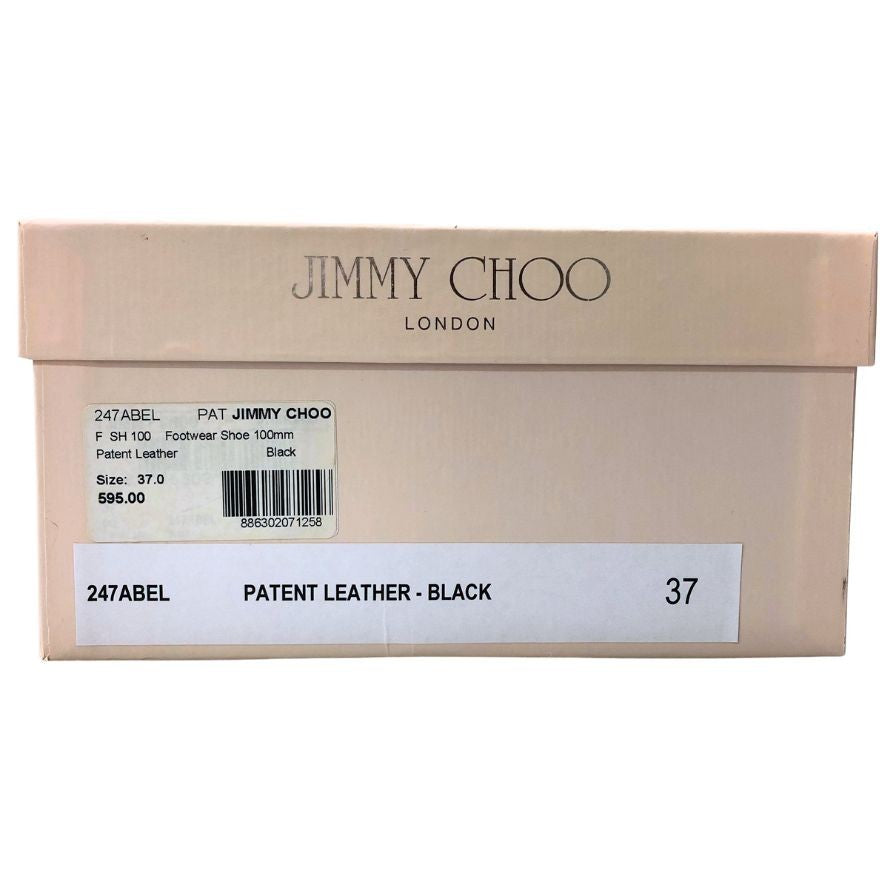 JIMMY CHOO
LONDON
247ABEL PAT JIMMY CHOO
F SH 100 Footwear Shoe 100mm
Patent Leather Black
Size: 37.0
595.00
886302071258
247ABEL PATENT LEATHER - BLACK 37